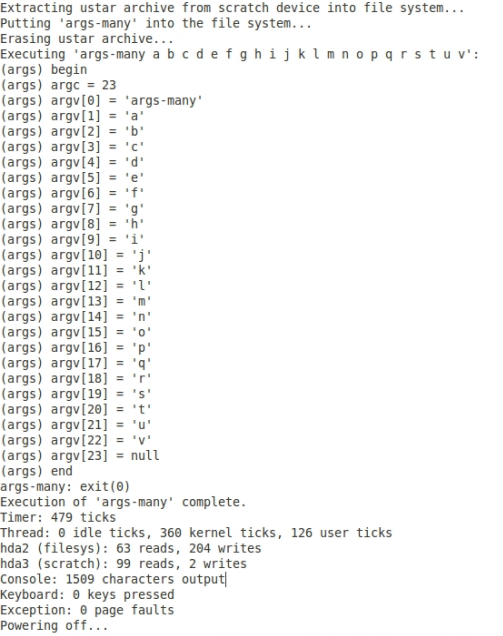 Extracting ustar archive from scratch device into file system...
Putting 'args-many' into the file system...
Erasing ustar archive...
Executing 'args-many a b c d e f g h i j k l m n o p q r s t u v':
(args) begin
(args) argc = 23
(args) argv[0] = 'args-many'
(args) argv[1] = 'a'
(args) argv[2] = 'b'
(args) argv[3] = 'c'
(args) argv[4] = 'd'
(args) argv[5] = 'e'
(args) argv[6] = 'f'
(args) argv[7] = 'g'
(args) argv[8] = 'h'
(args) argv[9] = 'i'
(args) argv[10] = 'j'
(args) argv[11] = 'k'
(args) argv[12] = 'l'
(args) argv[13] = 'm'
(args) argv[14] = 'n'
(args) argv[15] = 'o'
(args) argv[16] = 'p'
(args) argv[17] = 'q'
(args) argv[18] = 'r'
(args) argv[19] = 's'
(args) argv[20] = 't'
(args) argv[21] = 'u'
(args) argv[22] = 'v'
(args) argv[23] = null
(args) end
args-many: exit(0)
Execution of 'args-many' complete.
Timer: 479 ticks
Thread: 0 idle ticks, 360 kernel ticks, 126 user ticks
hda2 (filesys): 63 reads, 204 writes
hda3 (scratch): 99 reads, 2 writes
Console: 1509 characters output
Keyboard: 0 keys pressed
Exception: 0 page faults
Powering off...